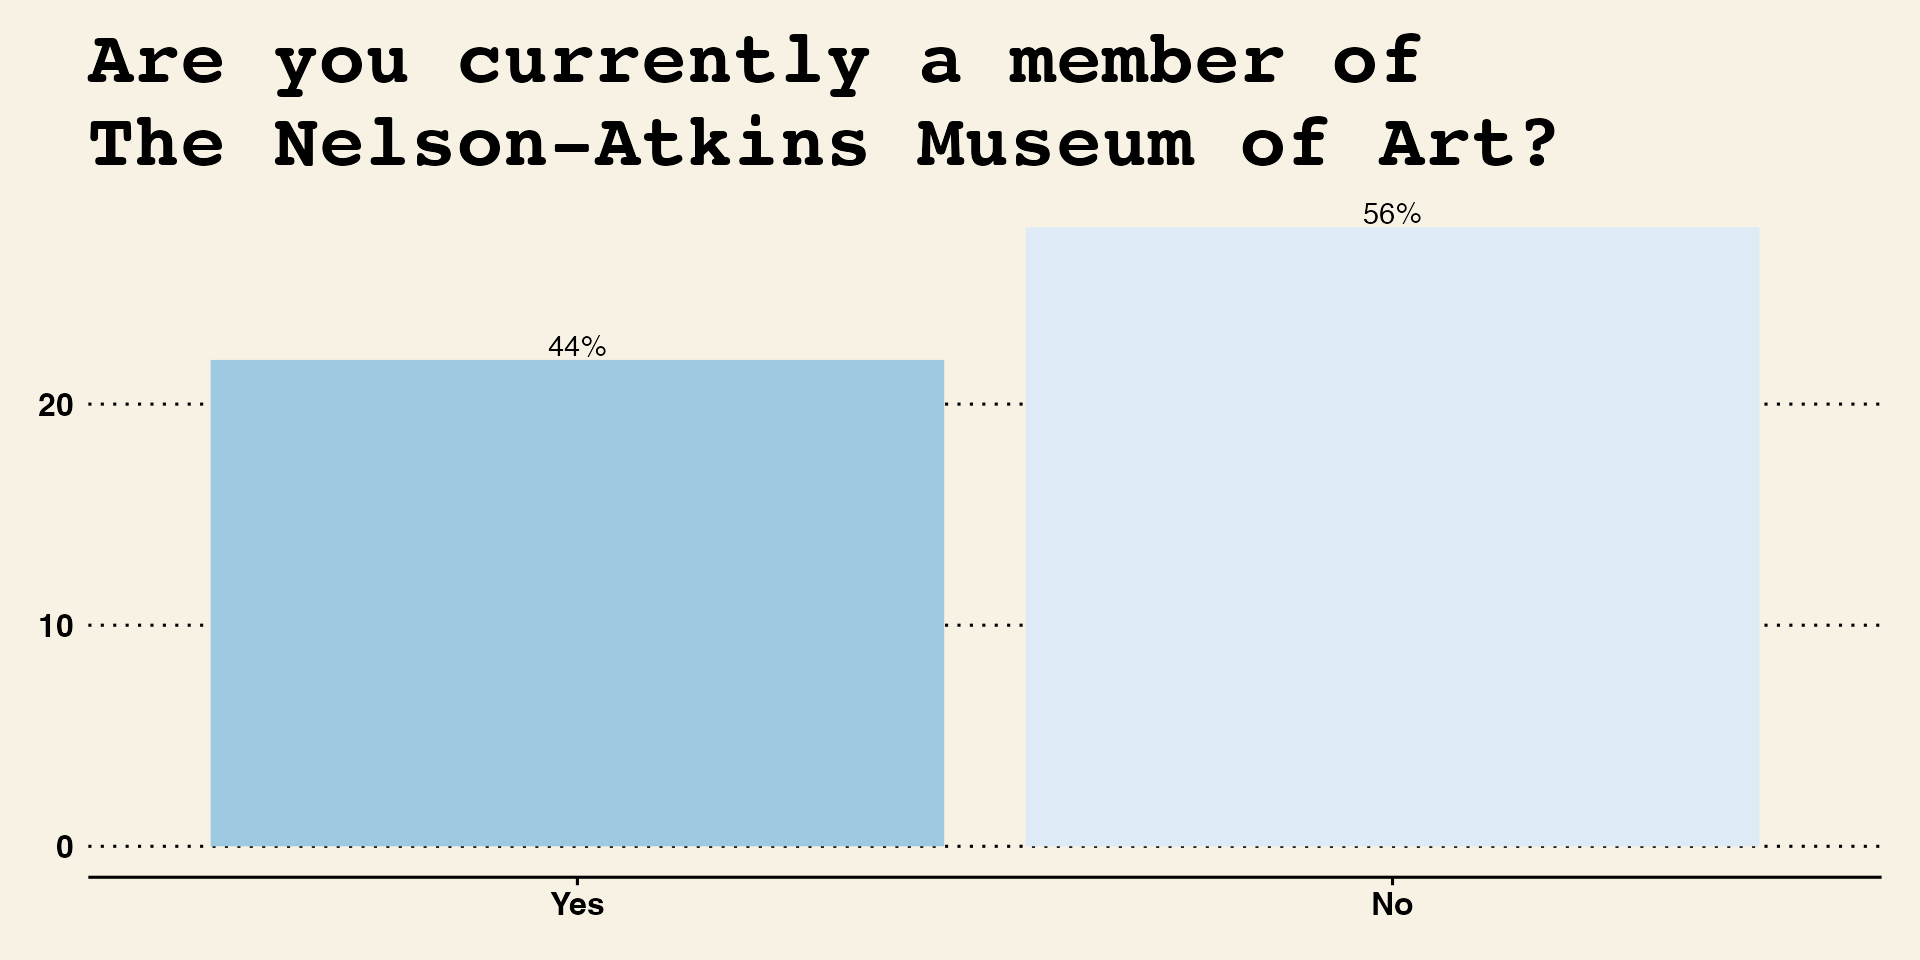 Are you currently a member of
The Nelson-Atkins Museum of Art?
56%
44%
20
10
0
Yes
No